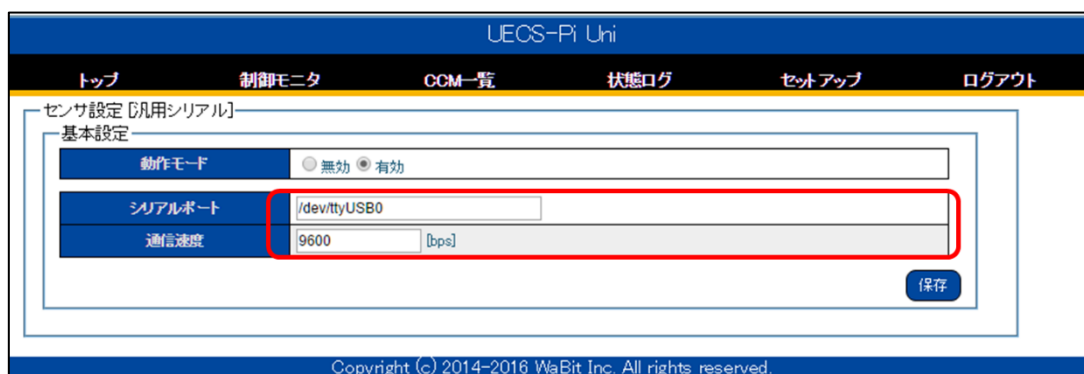 UECS-Pi Uni
トップ 制御モニタ CCM一覧 状態ログ セットアップ ログアウト
センサ設定 [汎用シリアル]
基本設定
動作モード 無効 有効
シリアルポート /dev/ttyUSB0
通信速度 9600 [bps]
保存
Copyright (c) 2014-2016 WaBit Inc. All rights reserved.